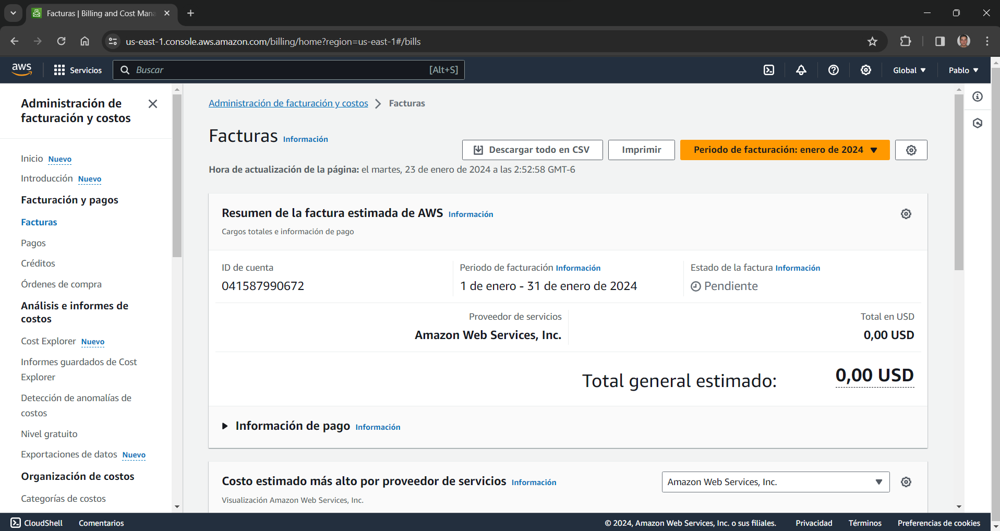 Facturas | Billing and Cost Mana
us-east-1.console.aws.amazon.com/billing/home?region=us-east-1#/bills
aws
Servicios
Buscar
[Alt+S]
Global
Pablo
Administración de
facturación y costos
Inicio Nuevo
Introducción Nuevo
Facturación y pagos
Facturas
Pagos
Créditos
Órdenes de compra
Análisis e informes de
costos
Cost Explorer Nuevo
Informes guardados de Cost
Explorer
Detección de anomalías de
costos
Nivel gratuito
Exportaciones de datos Nuevo
Organización de costos
Categorías de costos
Administración de facturación y costos > Facturas
Facturas Información
Descargar todo en CSV
Imprimir
Periodo de facturación: enero de 2024
Hora de actualización de la página: el martes, 23 de enero de 2024 a las 2:52:58 GMT-6
Resumen de la factura estimada de AWS Información
Cargos totales e información de pago
ID de cuenta
041587990672
Periodo de facturación Información
1 de enero - 31 de enero de 2024
Estado de la factura Información
Pendiente
Proveedor de servicios
Amazon Web Services, Inc.
Total en USD
0,00 USD
Total general estimado:
0,00 USD
Información de pago Información
Costo estimado más alto por proveedor de servicios Información
Visualización Amazon Web Services, Inc.
Amazon Web Services, Inc.
CloudShell
Comentarios
© 2024, Amazon Web Services, Inc. o sus filiales.
Privacidad
Términos
Preferencias de cookies